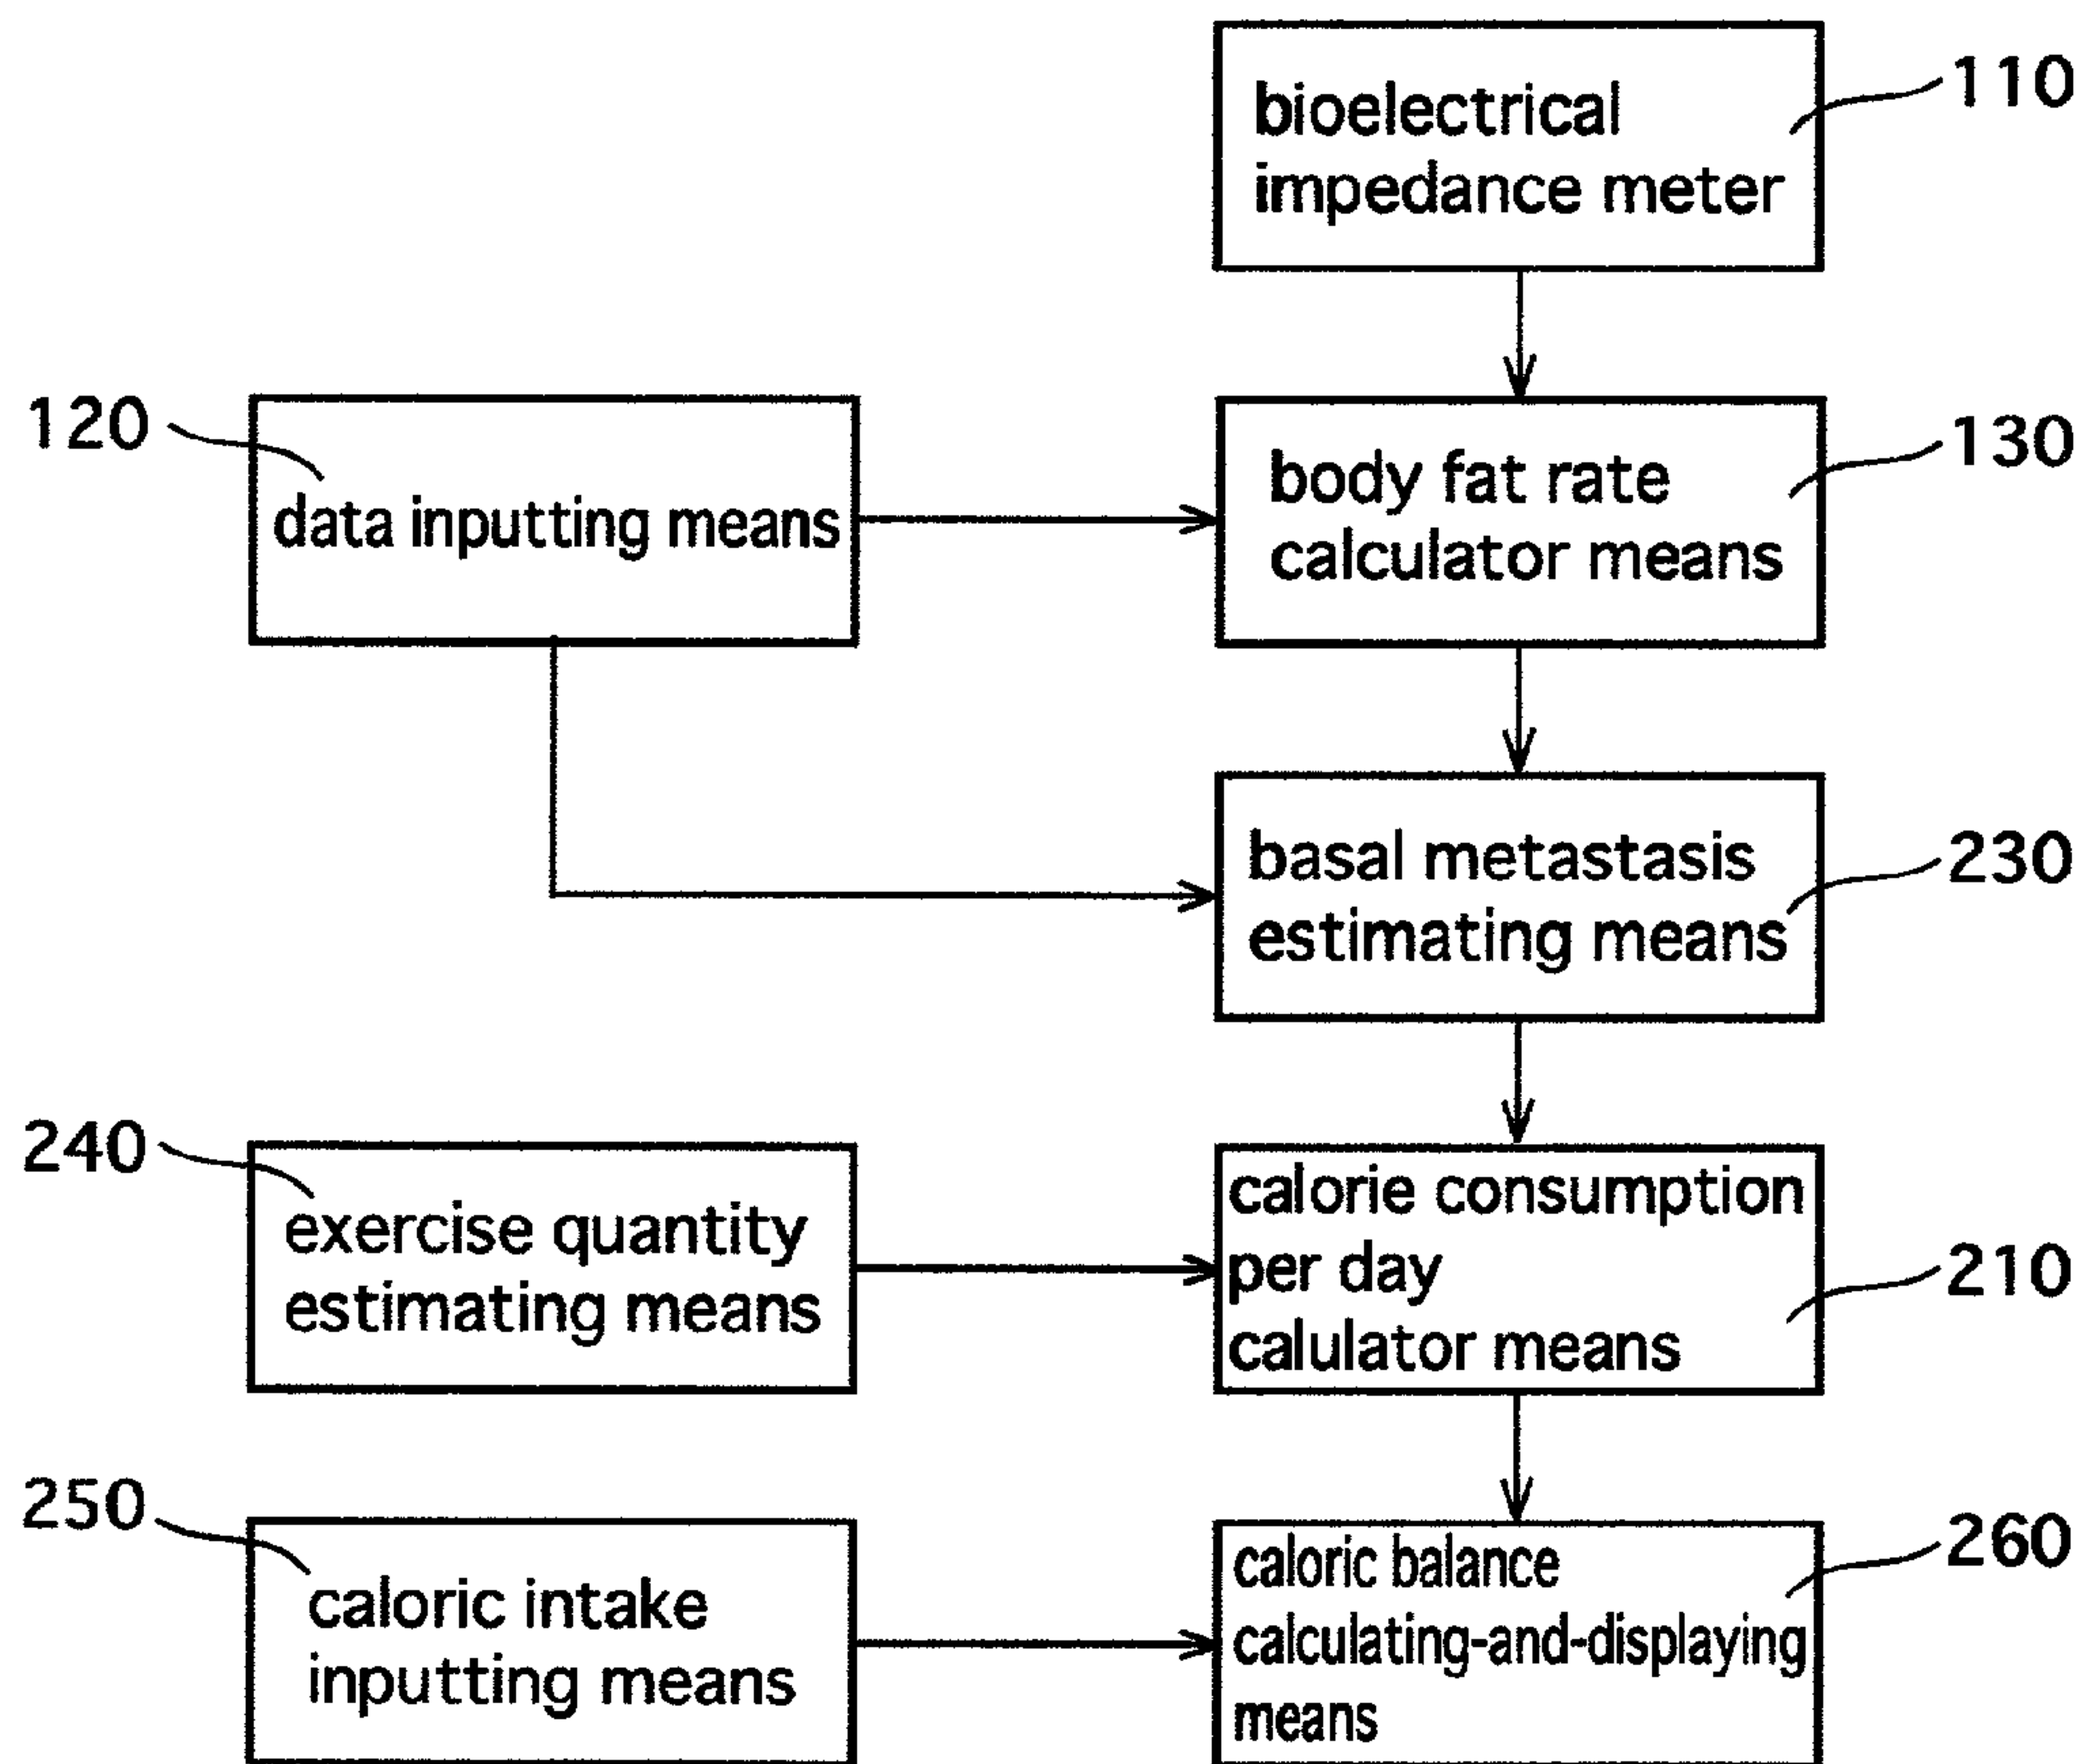 bioelectrical
impedance meter
110
120
data inputting means
body fat rate
calculator means
130
basal metastasis
estimating means
230
240
exercise quantity
estimating means
calorie consumption
per day
calulator means
210
250
caloric intake
inputting means
caloric balance
calculating-and-displaying
means
260